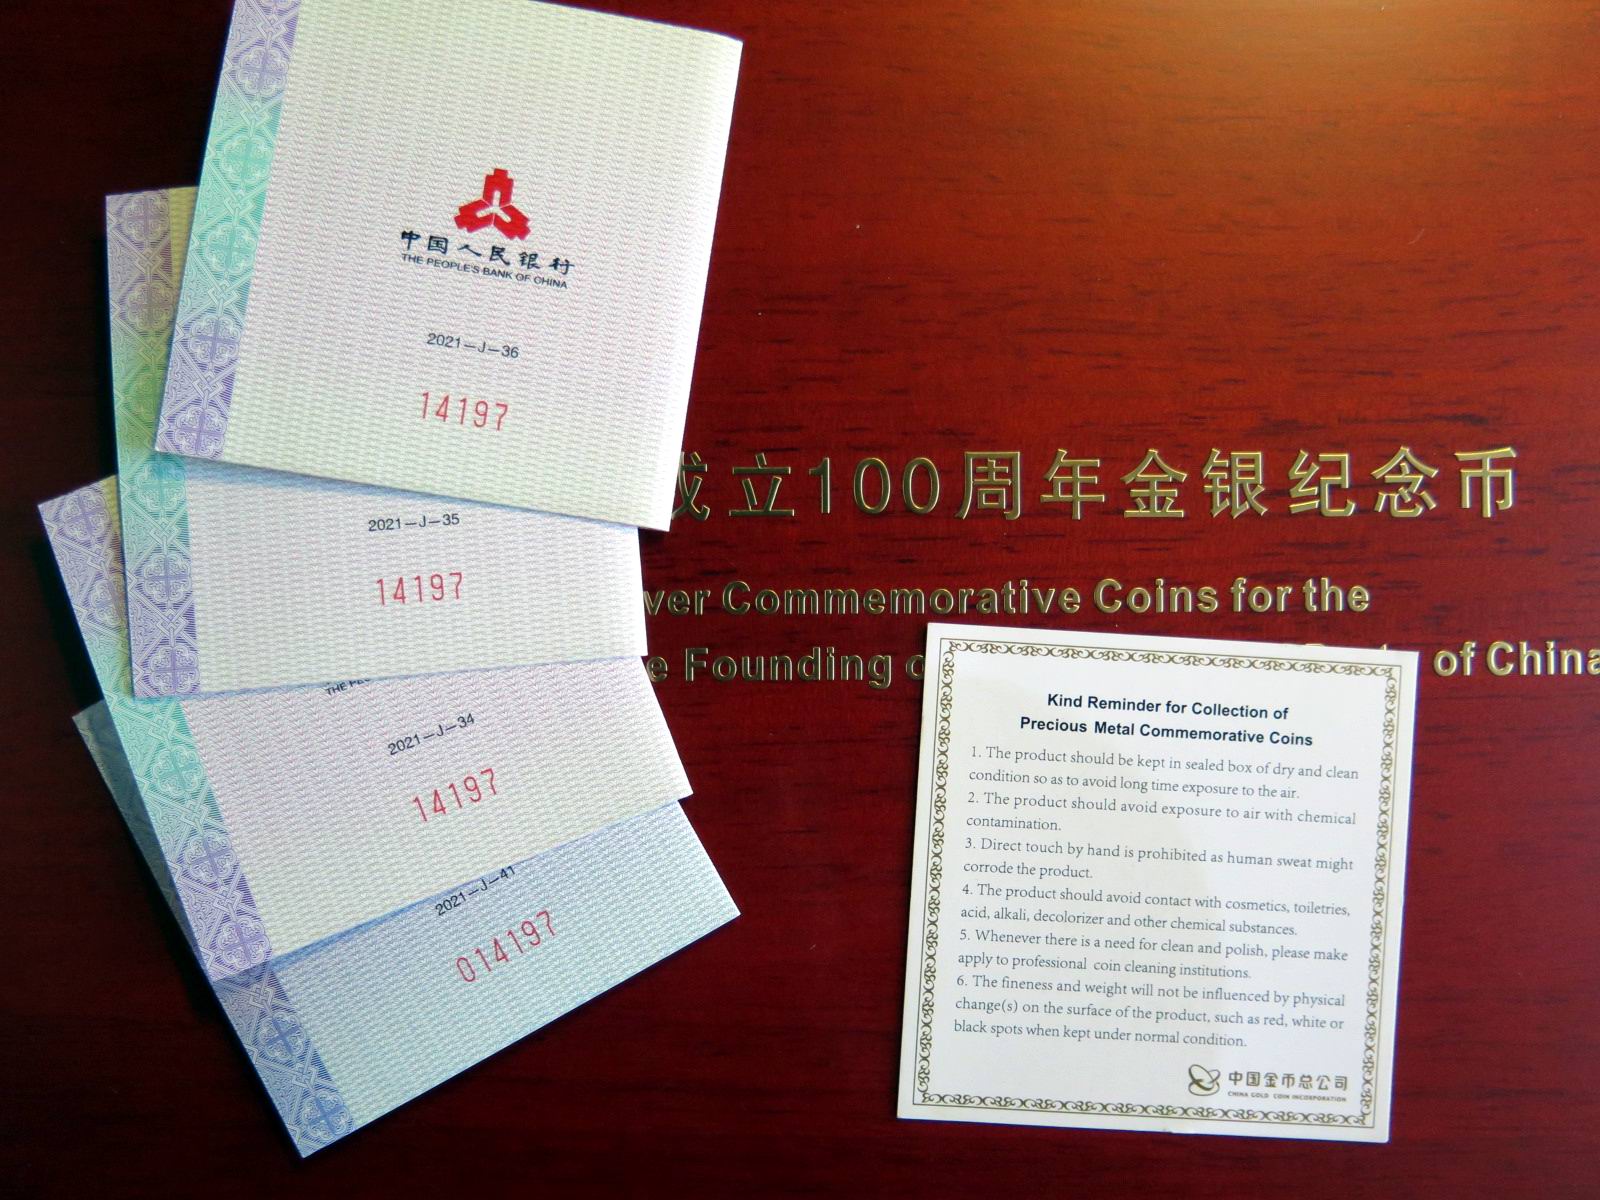 中国人民银行
THE PEOPLE'S BANK OF CHINA
2021—J—36
14197
2021—J—35
14197
THE
2021—J—34
14197
2021—J—41
014197
成立100周年金银纪念币
Commemorative Coins for the
Founding
of China
Kind Reminder for Collection of
Precious Metal Commemorative Coins
1. The product should be kept in sealed box of dry and clean
condition so as to avoid long time exposure to the air.
2. The product should avoid exposure to air with chemical
contamination.
3. Direct touch by hand is prohibited as human sweat might
corrode the product.
4. The product should avoid contact with cosmetics, toiletries,
acid, alkali, decolorizer and other chemical substances.
5. Whenever there is a need for clean and polish, please make
apply to professional coin cleaning institutions.
6. The fineness and weight will not be influenced by physical
change(s) on the surface of the product, such as red, white or
black spots when kept under normal condition.
中国金币总公司
CHINA GOLD COIN INCORPORATION